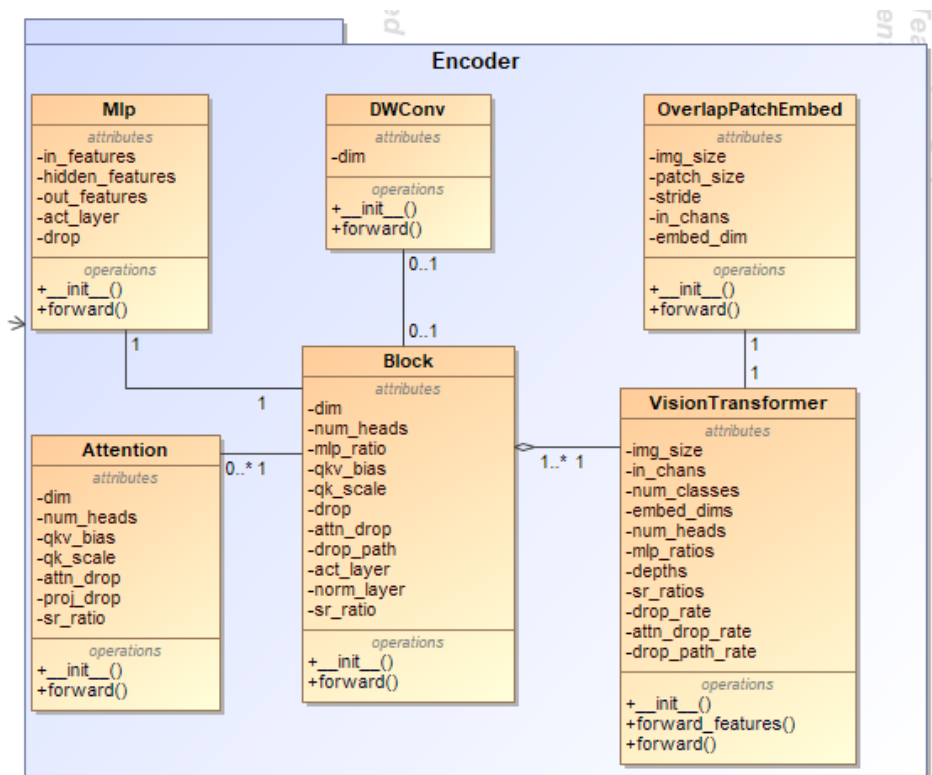 Encoder
Mlp
attributes
-in_features
-hidden_features
-out_features
-act_layer
-drop
operations
+__init__()
+forward()
1
1
DWConv
attributes
-dim
operations
+__init__()
+forward()
0..1
0..1
OverlapPatchEmbed
attributes
-img_size
-patch_size
-stride
-in_chans
-embed_dim
operations
+__init__()
+forward()
1
1
Attention
attributes
-dim
-num_heads
-qkv_bias
-qk_scale
-attn_drop
-proj_drop
-sr_ratio
operations
+__init__()
+forward()
0..* 1
Block
attributes
-dim
-num_heads
-mlp_ratio
-qkv_bias
-qk_scale
-drop
-attn_drop
-drop_path
-act_layer
-norm_layer
-sr_ratio
operations
+__init__()
+forward()
1..* 1
VisionTransformer
attributes
-img_size
-in_chans
-num_classes
-embed_dims
-num_heads
-mlp_ratios
-depths
-sr_ratios
-drop_rate
-attn_drop_rate
-drop_path_rate
operations
+__init__()
+forward_features()
+forward()